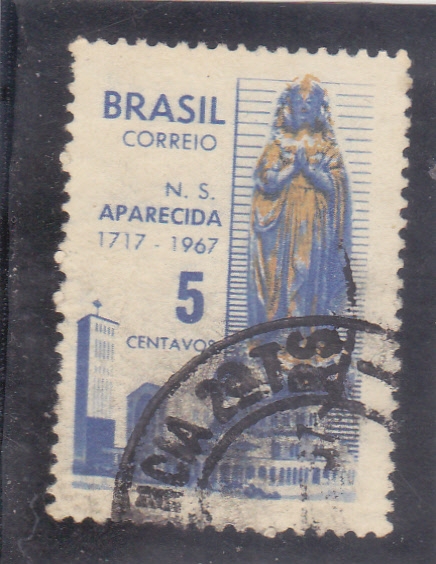 BRASIL
CORREIO
N. S.
APARECIDA
1717 - 1967
5
CENTAVOS